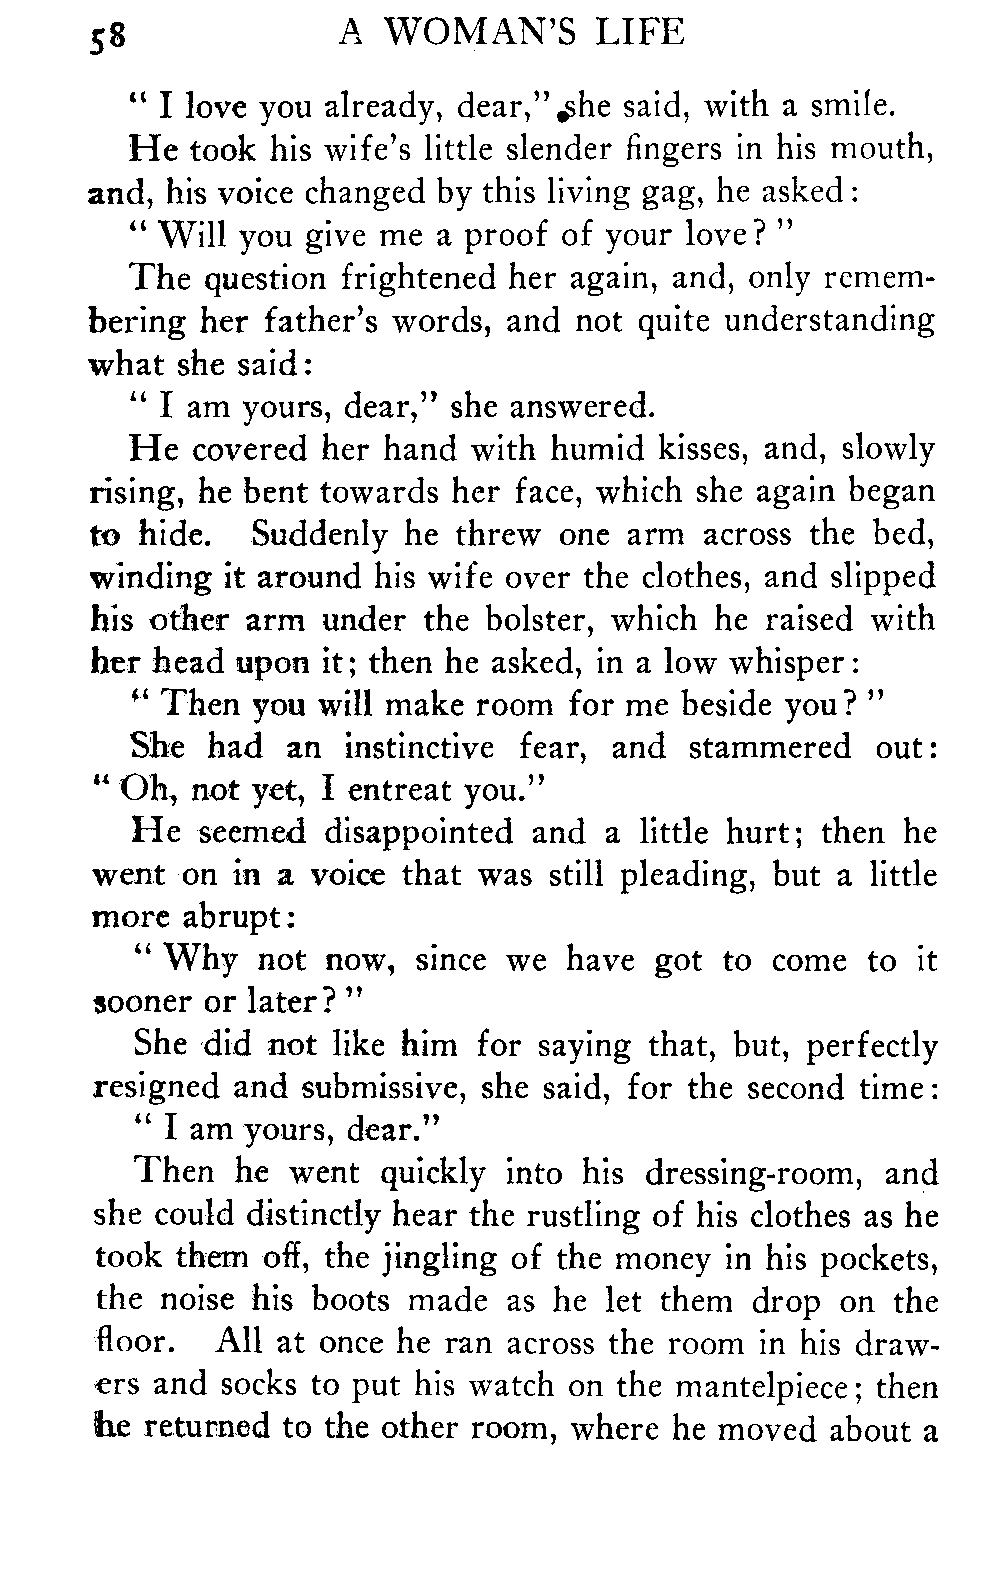 58 A WOMAN'S LIFE
" I love you already, dear," she said, with a smile.
He took his wife's little slender fingers in his mouth,
and, his voice changed by this living gag, he asked:
" Will you give me a proof of your love? "
The question frightened her again, and, only remem-
bering her father's words, and not quite understanding
what she said:
" I am yours, dear," she answered.
He covered her hand with humid kisses, and, slowly
rising, he bent towards her face, which she again began
to hide. Suddenly he threw one arm across the bed,
winding it around his wife over the clothes, and slipped
his other arm under the bolster, which he raised with
her head upon it; then he asked, in a low whisper:
" Then you will make room for me beside you? "
She had an instinctive fear, and stammered out:
" Oh, not yet, I entreat you."
He seemed disappointed and a little hurt; then he
went on in a voice that was still pleading, but a little
more abrupt:
" Why not now, since we have got to come to it
sooner or later? "
She did not like him for saying that, but, perfectly
resigned and submissive, she said, for the second time:
" I am yours, dear."
Then he went quickly into his dressing-room, and
she could distinctly hear the rustling of his clothes as he
took them off, the jingling of the money in his pockets,
the noise his boots made as he let them drop on the
floor. All at once he ran across the room in his draw-
ers and socks to put his watch on the mantelpiece; then
he returned to the other room, where he moved about a